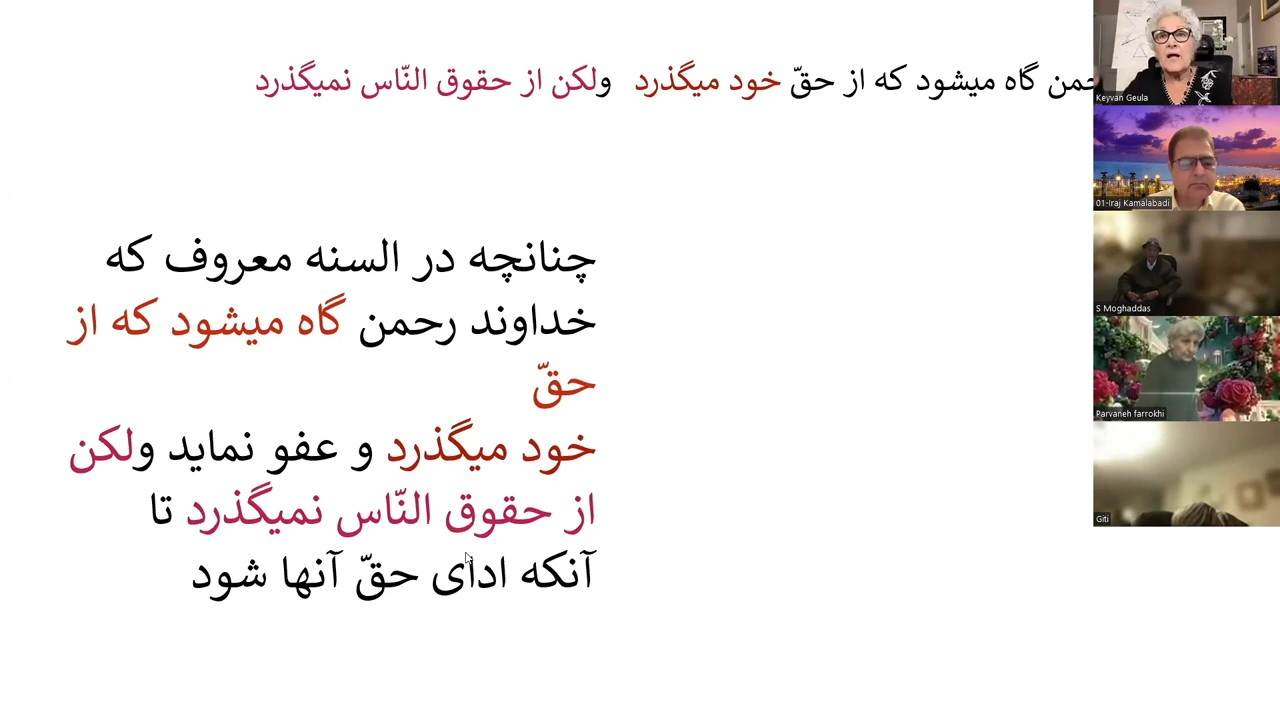 گاه میشود که از حقّ خود میگذرد ولکن از حقوق النّاس نمیگذرد
چنانچه در السنه معروف که
خداوند رحمن گاه میشود که از
حقّ
خود میگذرد و عفو نماید ولکن
از حقوق النّاس نمیگذرد تا
آنکه ادای حقّ آنها شود
Keyvan Geula
01-Iraj Kamalabadi
S Moghaddas
Parvaneh farrokhi
Giti